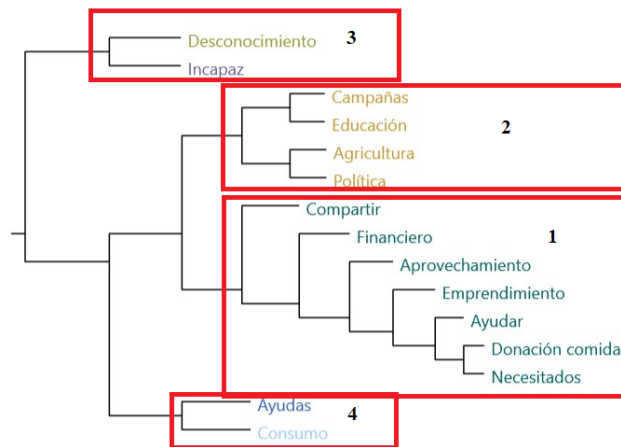 Desconocimiento 3
Incapaz
Campañas
Educación 2
Agricultura
Política
Compartir
Financiero 1
Aprovechamiento
Emprendimiento
Ayudar
Donación comida
Necesitados
Ayudas 4
Consumo